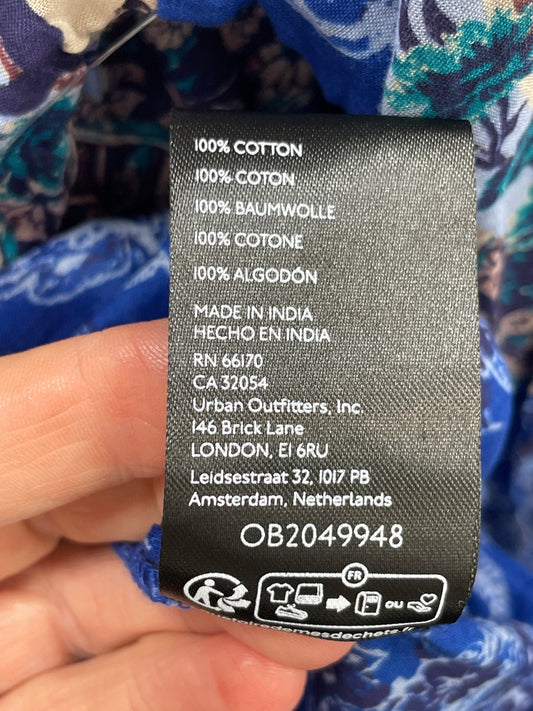 100% COTTON
100% COTON
100% BAUMWOLLE
100% COTONE
100% ALGODÓN
MADE IN INDIA
HECHO EN INDIA
RN 66170
CA 32054
Urban Outfitters, Inc.
146 Brick Lane
LONDON, E1 6RU
Leidsestraat 32, 1017 PB
Amsterdam, Netherlands
OB2049948
FR
OU